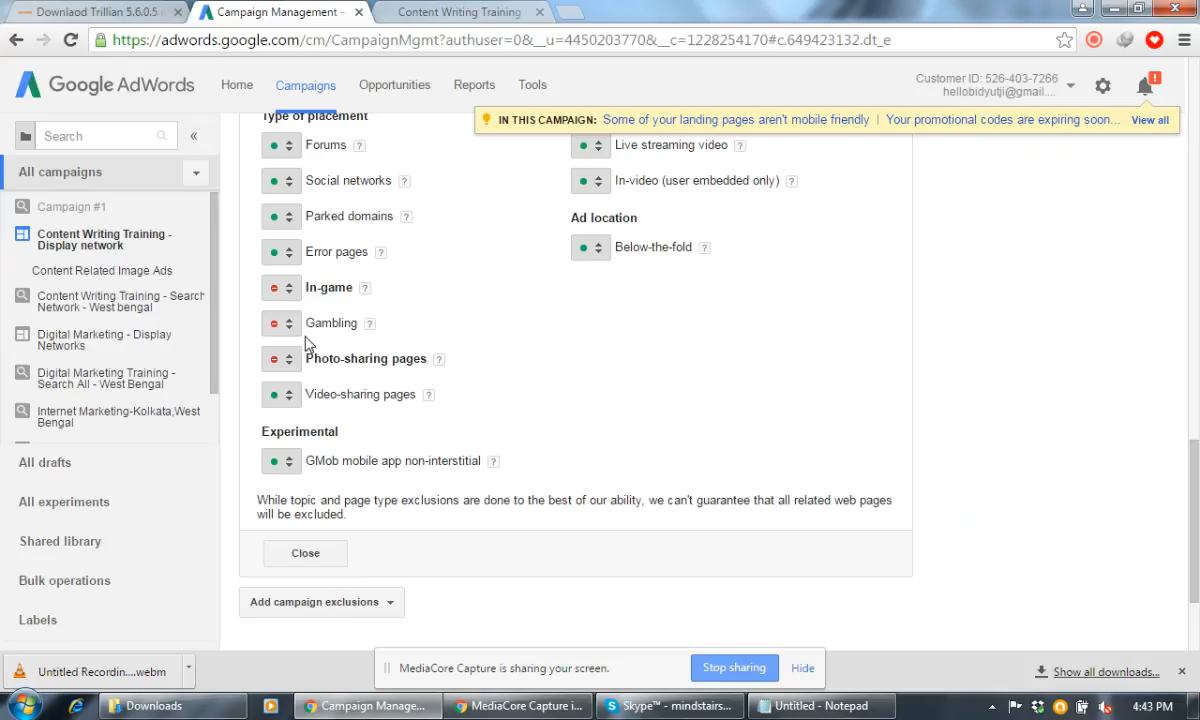 Downlaod Trillian 5.6.0.5
Campaign Management -
Content Writing Training
https://adwords.google.com/cm/CampaignMgmt?authuser=0&__u=4450203770&__c=1228254170#c.649423132.dt_e
Google AdWords
Home
Campaigns
Opportunities
Reports
Tools
Customer ID: 526-403-7266
hellobidyutji@gmail....
!
IN THIS CAMPAIGN: Some of your landing pages aren't mobile friendly | Your promotional codes are expiring soon... View all
Search
«
All campaigns
Campaign #1
Content Writing Training -
Display network
Content Related Image Ads
Content Writing Training - Search
Network - West bengal
Digital Marketing - Display
Networks
Digital Marketing Training -
Search All - West Bengal
Internet Marketing-Kolkata,West
Bengal
All drafts
All experiments
Shared library
Bulk operations
Labels
Type of placement
Forums ?
Social networks ?
Parked domains ?
Error pages ?
In-game ?
Gambling ?
Photo-sharing pages ?
Video-sharing pages ?
Live streaming video ?
In-video (user embedded only) ?
Ad location
Below-the-fold ?
Experimental
GMob mobile app non-interstitial ?
While topic and page type exclusions are done to the best of our ability, we can't guarantee that all related web pages
will be excluded.
Close
Add campaign exclusions
Untitled Recordin....webm
MediaCore Capture is sharing your screen.
Stop sharing
Hide
Show all downloads...
Downloads
Campaign Manage...
MediaCore Capture i...
Skype™ - mindstairs...
Untitled - Notepad
4:43 PM